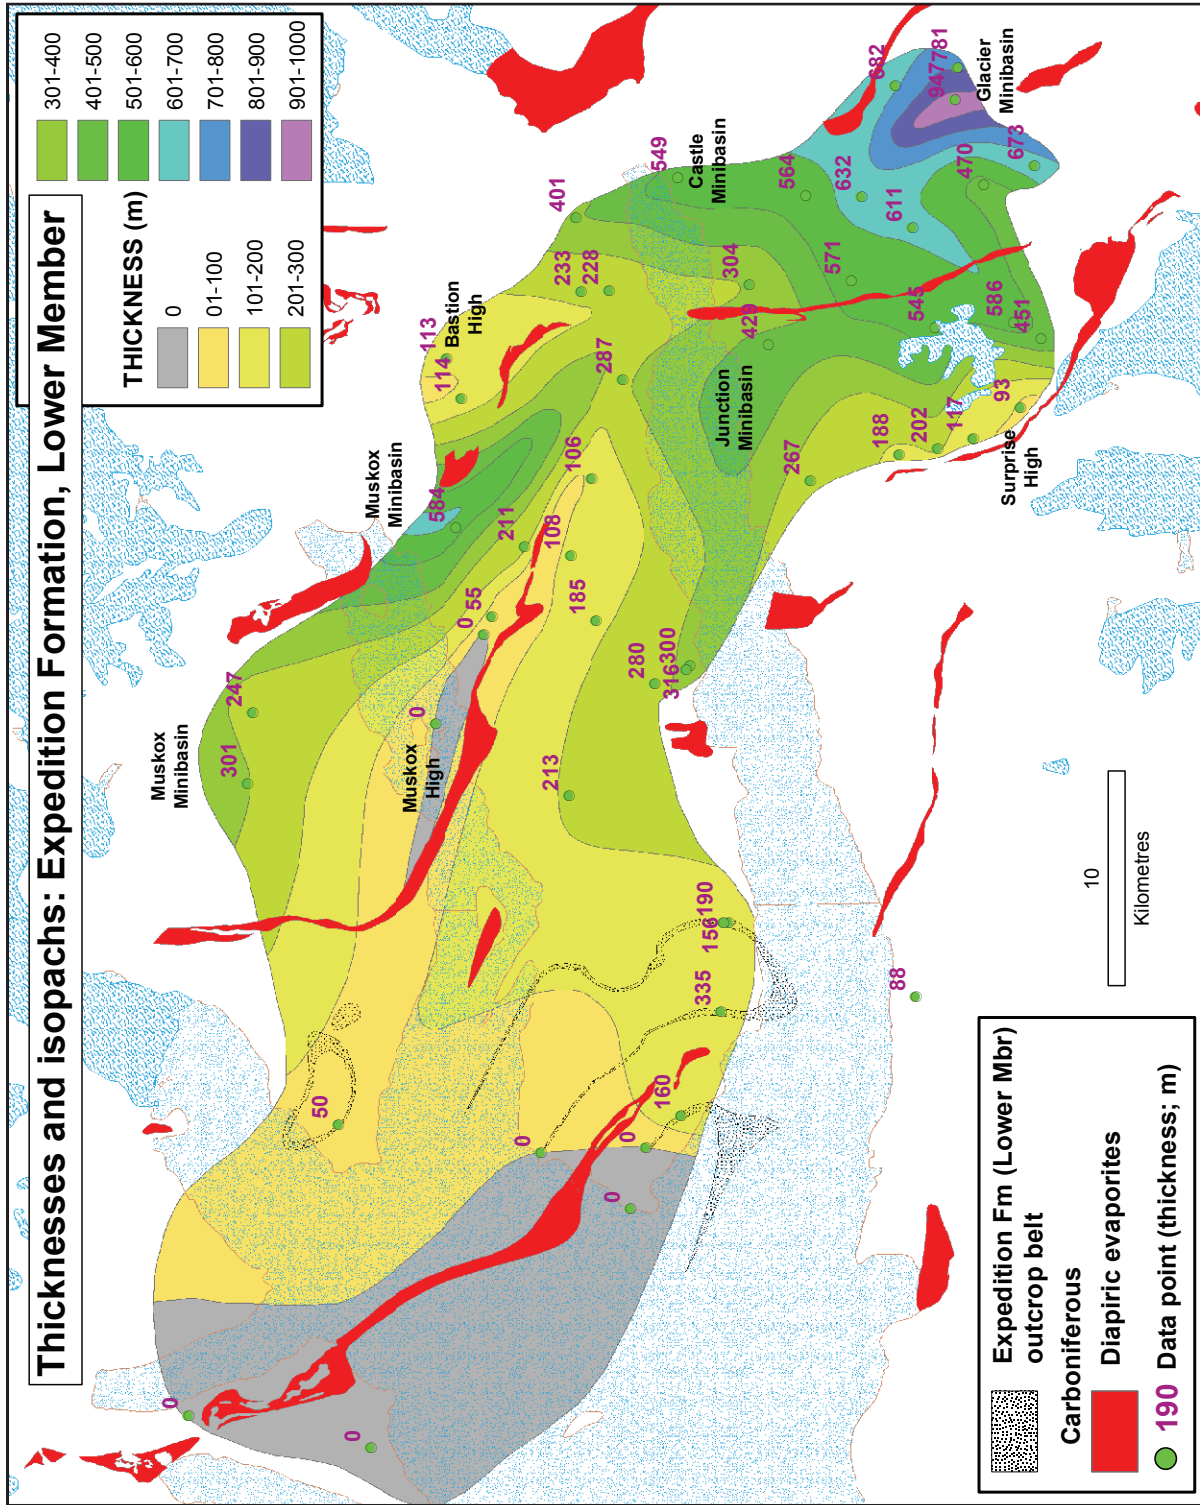 Thicknesses and isopachs: Expedition Formation, Lower Member
THICKNESS (m)
0
01-100
101-200
201-300
301-400
401-500
501-600
601-700
701-800
801-900
901-1000
0
0
50
0
0
0
160
335
156
190
88
301
247
Muskox
Minibasin
0
Muskox
High
213
0
55
584
Muskox
Minibasin
211
108
106
185
280
316
300
114
113
Bastion
High
287
233
228
401
549
Castle
Minibasin
304
429
Junction
Minibasin
267
564
571
632
611
545
188
202
117
93
Surprise
High
586
451
470
673
682
947
781
Glacier
Minibasin
10
Kilometres
Expedition Fm (Lower Mbr)
outcrop belt
Carboniferous
Diapiric evaporites
190 Data point (thickness; m)